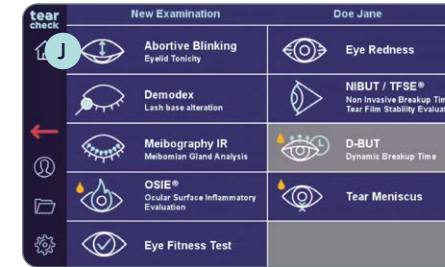 tear
check
New Examination
Doe Jane
J
Abortive Blinking
Eyelid Tonicity
Eye Redness
Demodex
Lash base alteration
NIBUT / TFSE®
Non Invasive Breakup Tim
Tear Film Stability Evaluat
Meibography IR
Meibomian Gland Analysis
D-BUT
Dynamic Breakup Time
OSIE®
Ocular Surface Inflammatory
Evaluation
Tear Meniscus
Eye Fitness Test